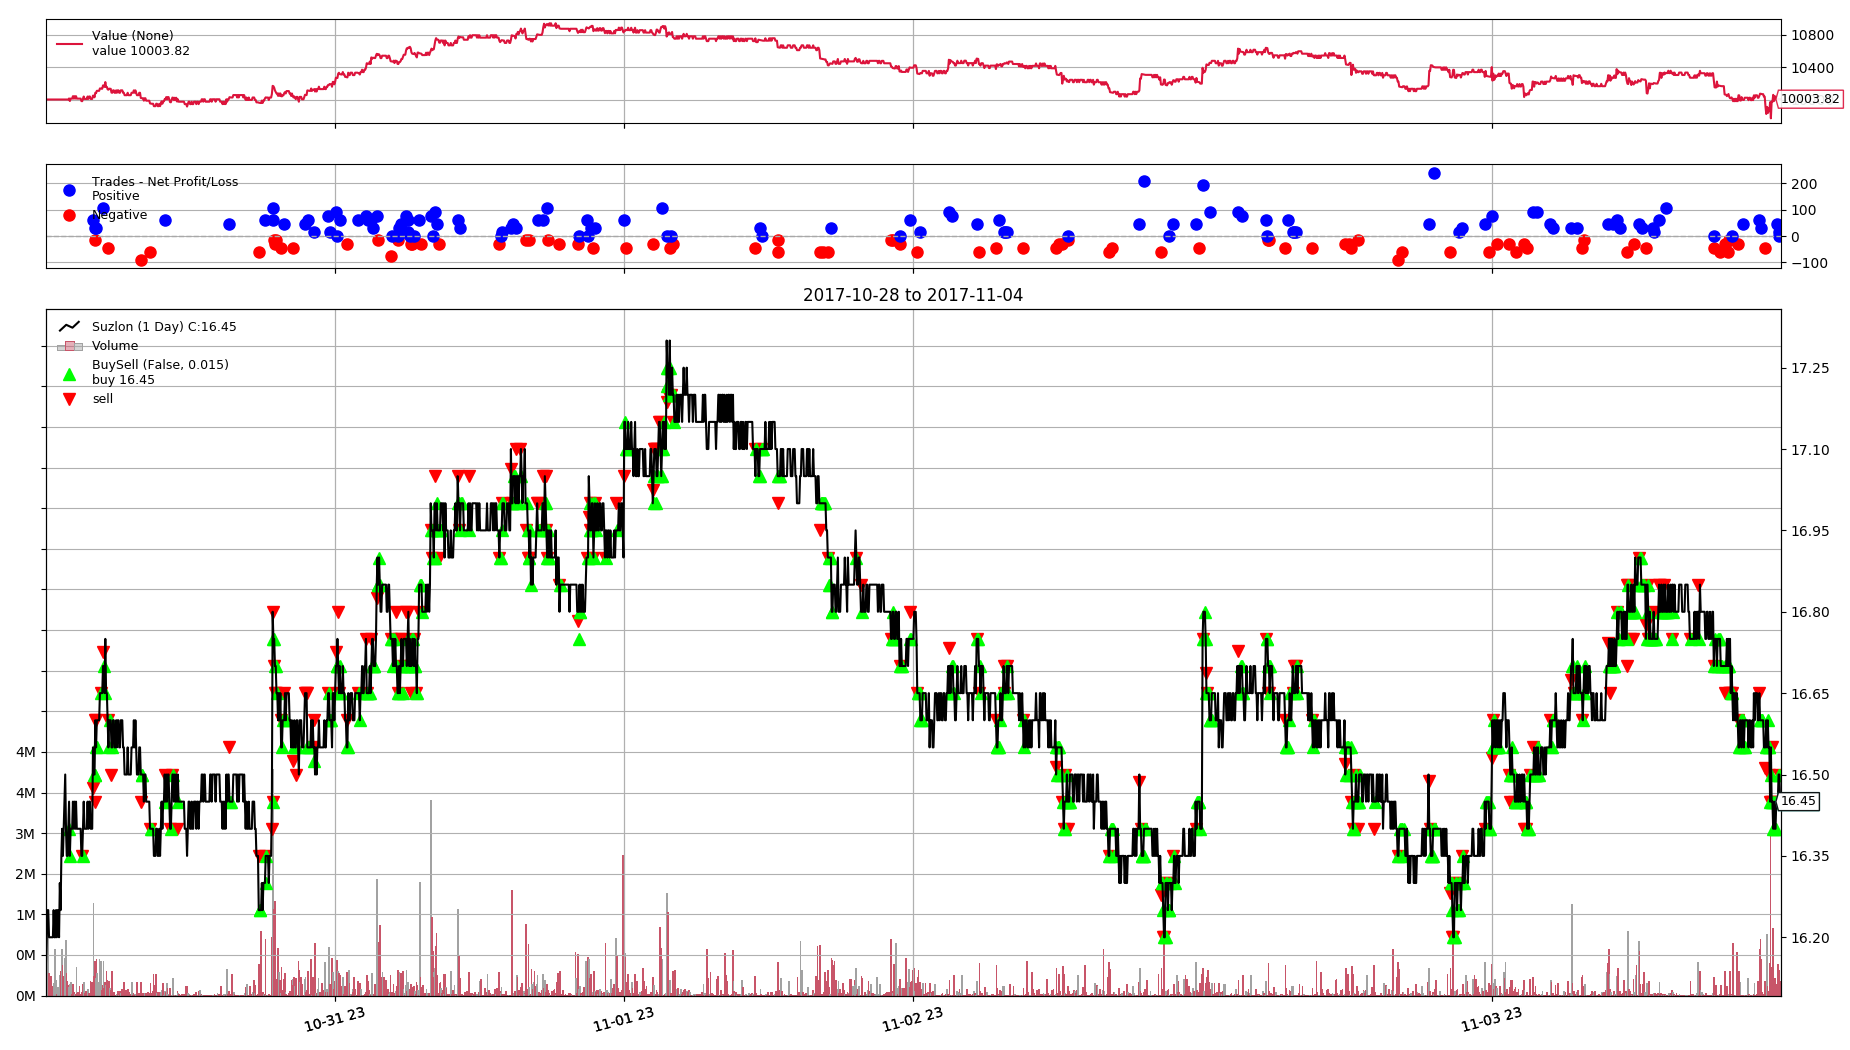 Value (None)
value 10003.82
10800
10400
10003.82
Trades - Net Profit/Loss
Positive
Negative
200
100
0
−100
2017-10-28 to 2017-11-04
Suzlon (1 Day) C:16.45
Volume
BuySell (False, 0.015)
buy 16.45
sell
17.25
17.10
16.95
16.80
16.65
16.50
16.45
16.35
16.20
4M
4M
3M
2M
1M
0M
0M
10-31 23
11-01 23
11-02 23
11-03 23